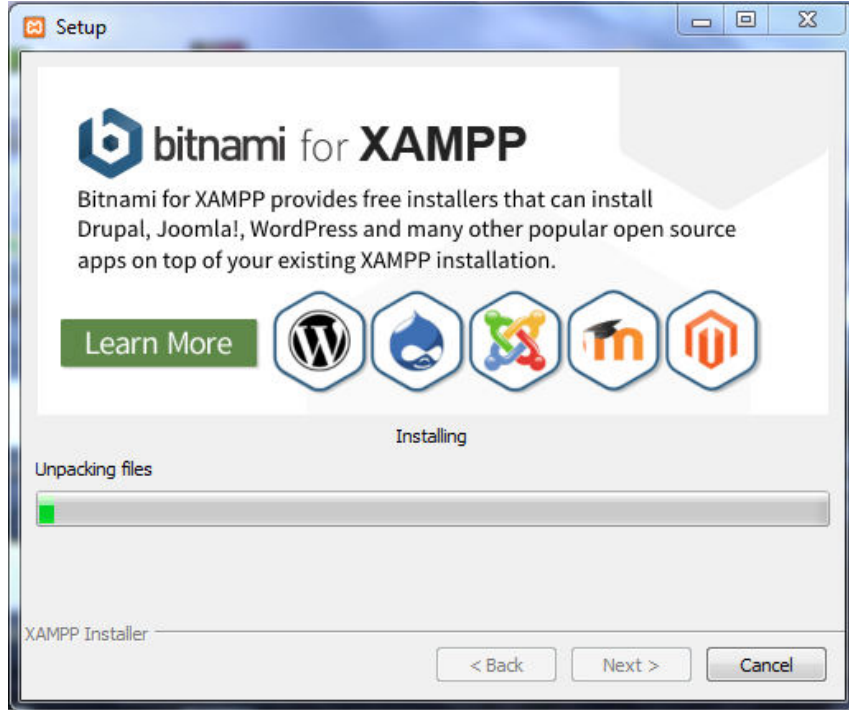 Setup
bitnami for XAMPP
Bitnami for XAMPP provides free installers that can install
Drupal, Joomla!, WordPress and many other popular open source
apps on top of your existing XAMPP installation.
Learn More
Installing
Unpacking files
XAMPP Installer
< Back
Next >
Cancel